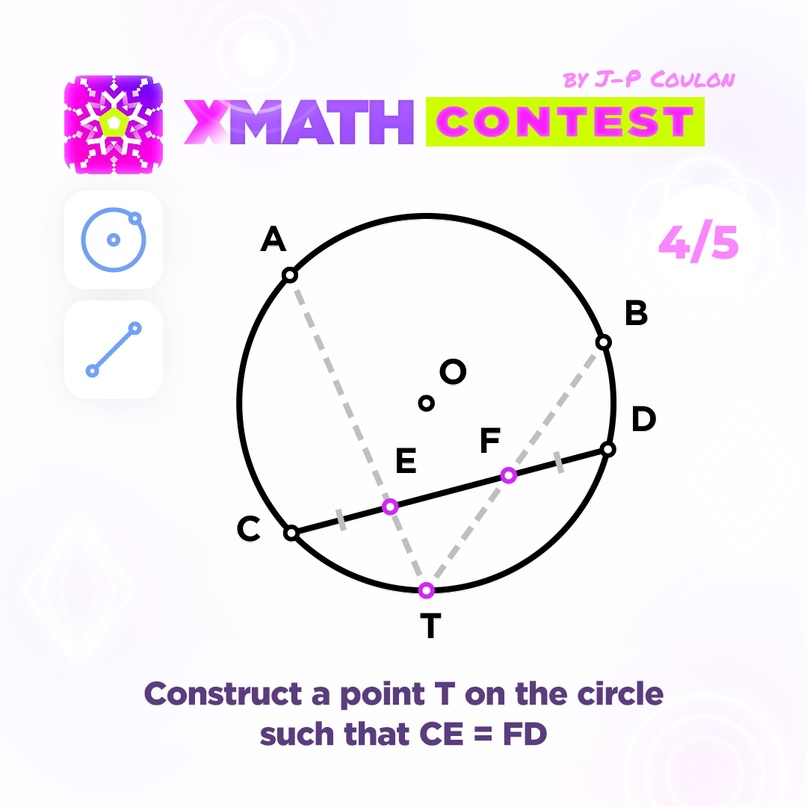 BY J-P COULON
XMATH CONTEST
4/5
A
B
O
D
F
E
C
T
Construct a point T on the circle
such that CE = FD